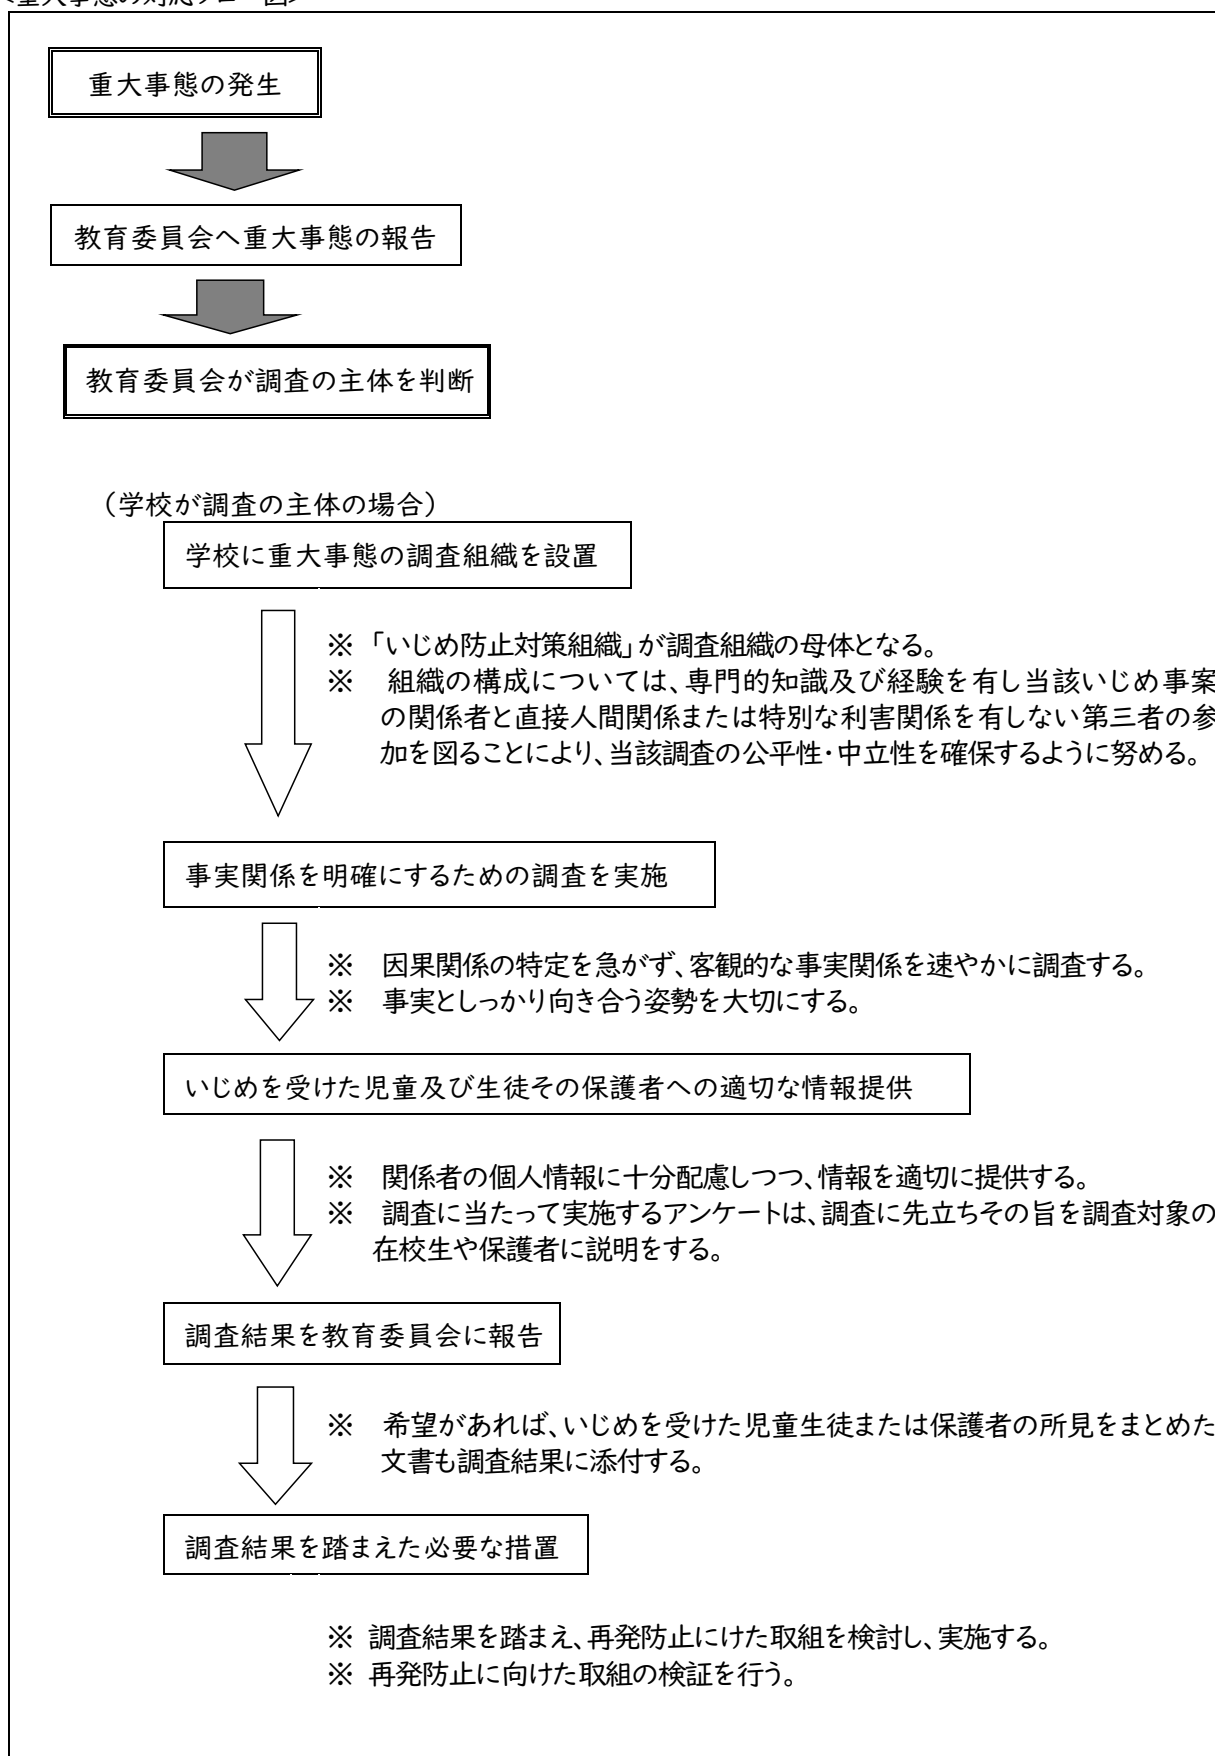 重大事態の発生
教育委員会へ重大事態の報告
教育委員会が調査の主体を判断
（学校が調査の主体の場合）
学校に重大事態の調査組織を設置
※ 「いじめ防止対策組織」が調査組織の母体となる。
※　組織の構成については、専門的知識及び経験を有し当該いじめ事案
の関係者と直接人間関係または特別な利害関係を有しない第三者の参
加を図ることにより、当該調査の公平性・中立性を確保するように努める。
事実関係を明確にするための調査を実施
※　因果関係の特定を急がず、客観的な事実関係を速やかに調査する。
※　事実としっかり向き合う姿勢を大切にする。
いじめを受けた児童及び生徒その保護者への適切な情報提供
※　関係者の個人情報に十分配慮しつつ、情報を適切に提供する。
※　調査に当たって実施するアンケートは、調査に先立ちその旨を調査対象の
在校生や保護者に説明をする。
調査結果を教育委員会に報告
※　希望があれば、いじめを受けた児童生徒または保護者の所見をまとめた
文書も調査結果に添付する。
調査結果を踏まえた必要な措置
※ 調査結果を踏まえ、再発防止にけた取組を検討し、実施する。
※ 再発防止に向けた取組の検証を行う。